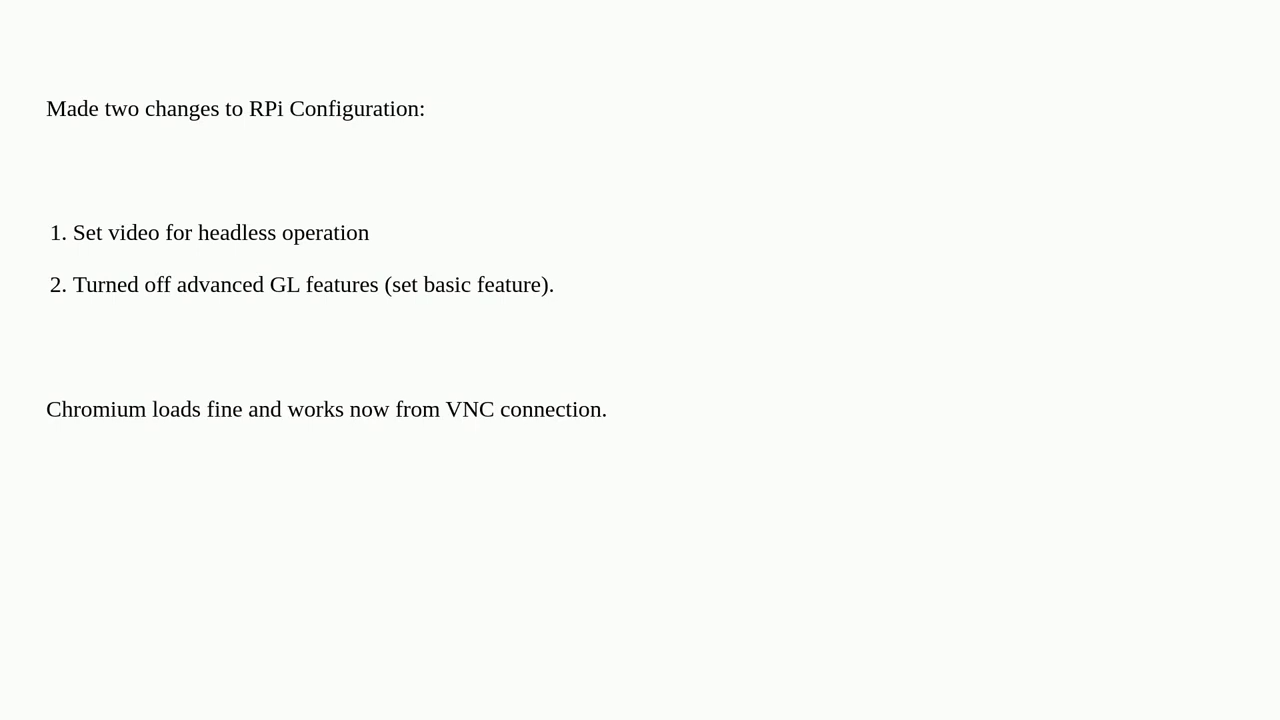 Made two changes to RPi Configuration:
1. Set video for headless operation
2. Turned off advanced GL features (set basic feature).
Chromium loads fine and works now from VNC connection.